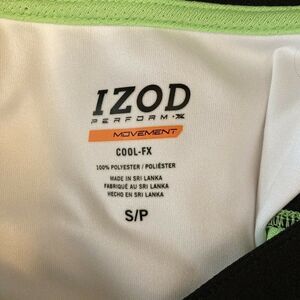 IZOD
PERFORM X
MOVEMENT
COOL-FX
100% POLYESTER / POLIÉSTER
MADE IN SRI LANKA
FABRIQUÉ AU SRI LANKA
HECHO EN SRI LANKA
S/P